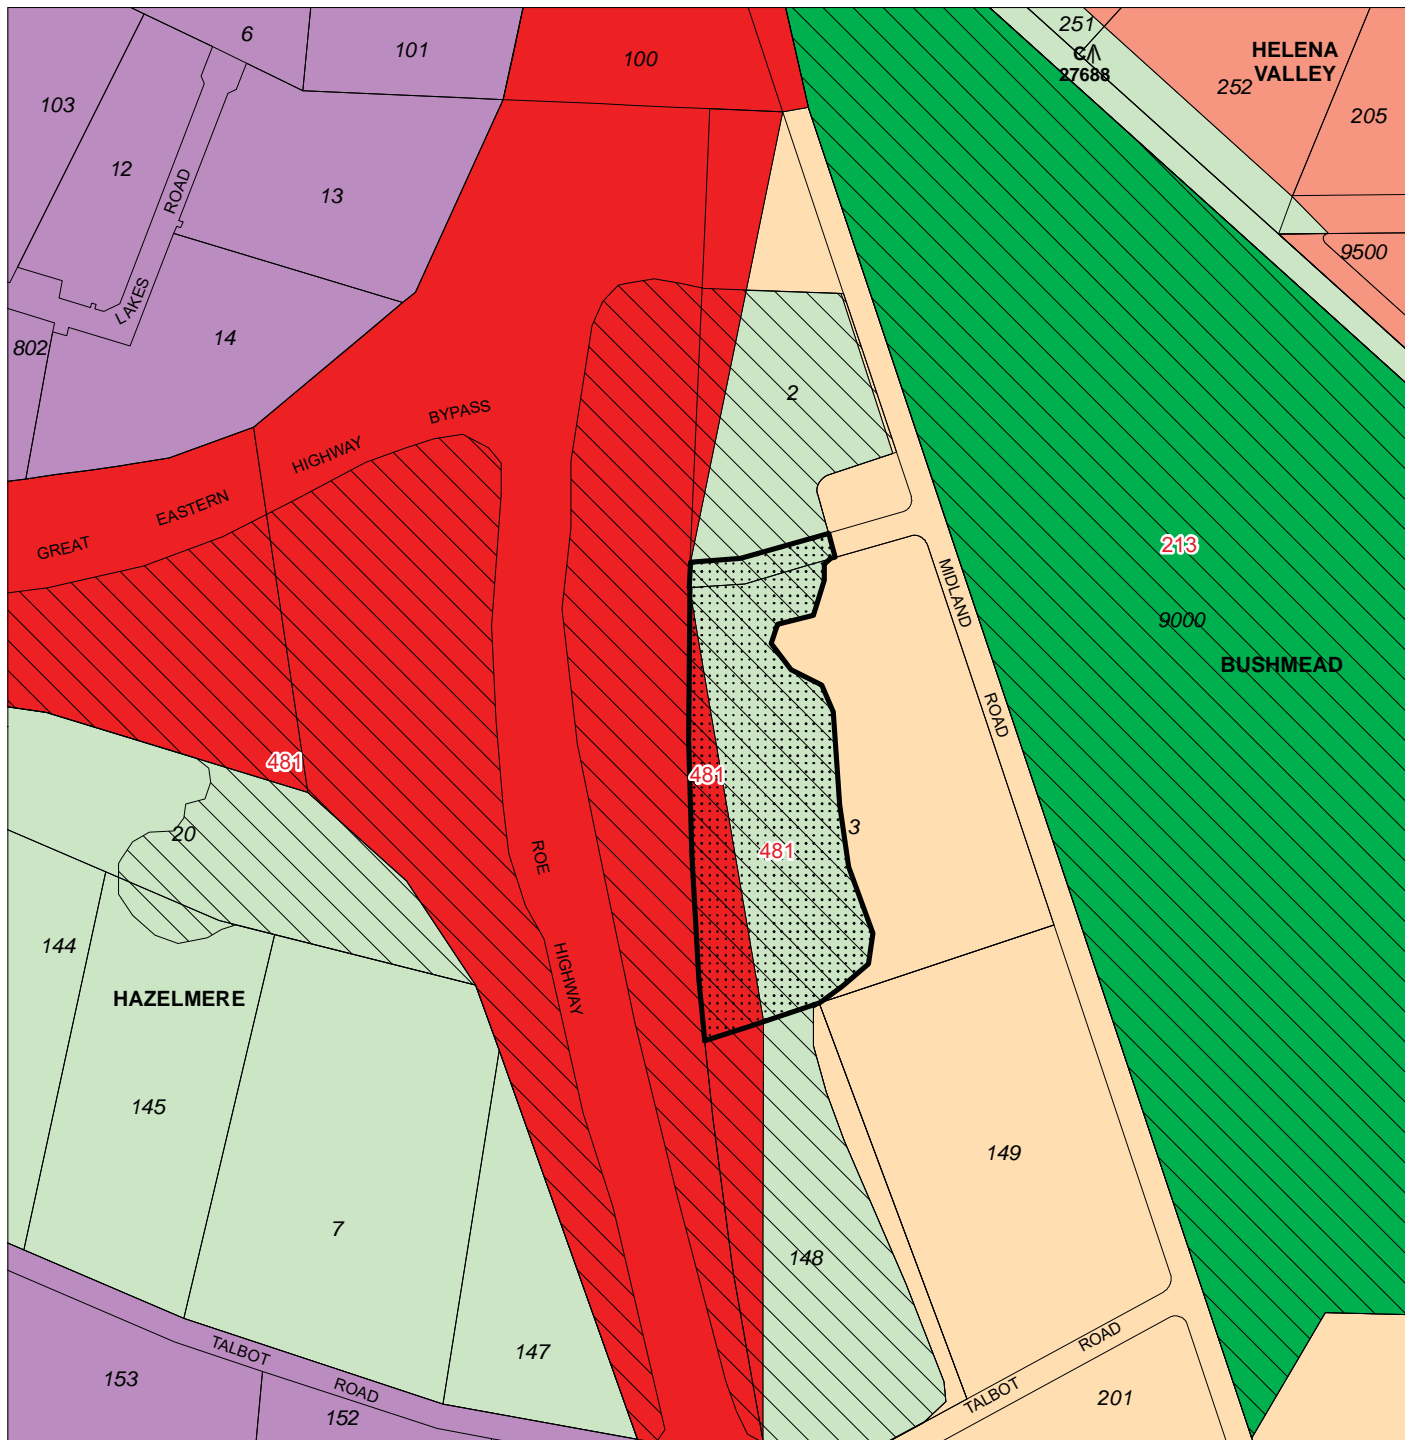 6
101
100
251
C
27688
HELENA
VALLEY
252
205
103
12
ROAD
13
9500
LAKES
14
802
2
BYPASS
HIGHWAY
EASTERN
GREAT
213
MIDLAND
9000
BUSHMEAD
ROAD
481
481
481
3
20
ROE
144
HAZELMERE
HIGHWAY
145
149
7
148
147
TALBOT
ROAD
153
152
TALBOT
ROAD
201